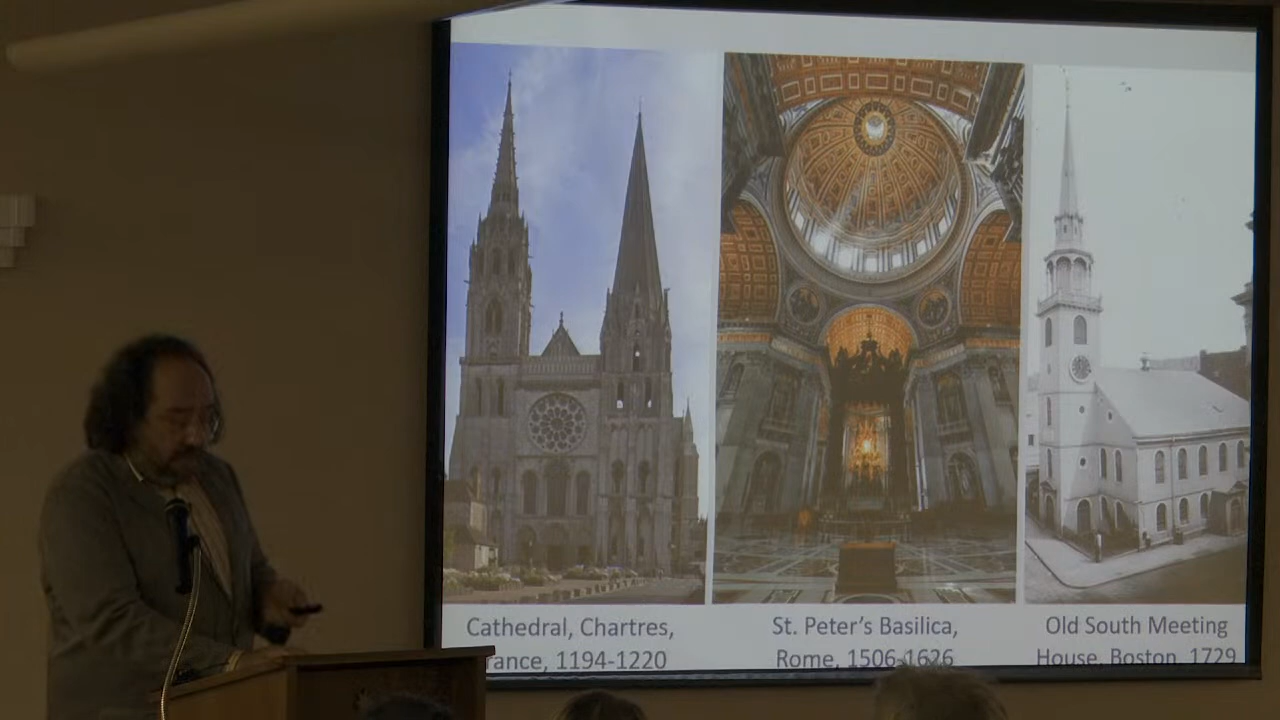 Cathedral, Chartres,
rance, 1194-1220
St. Peter's Basilica,
Rome, 1506-1626
Old South Meeting
House, Boston, 1729